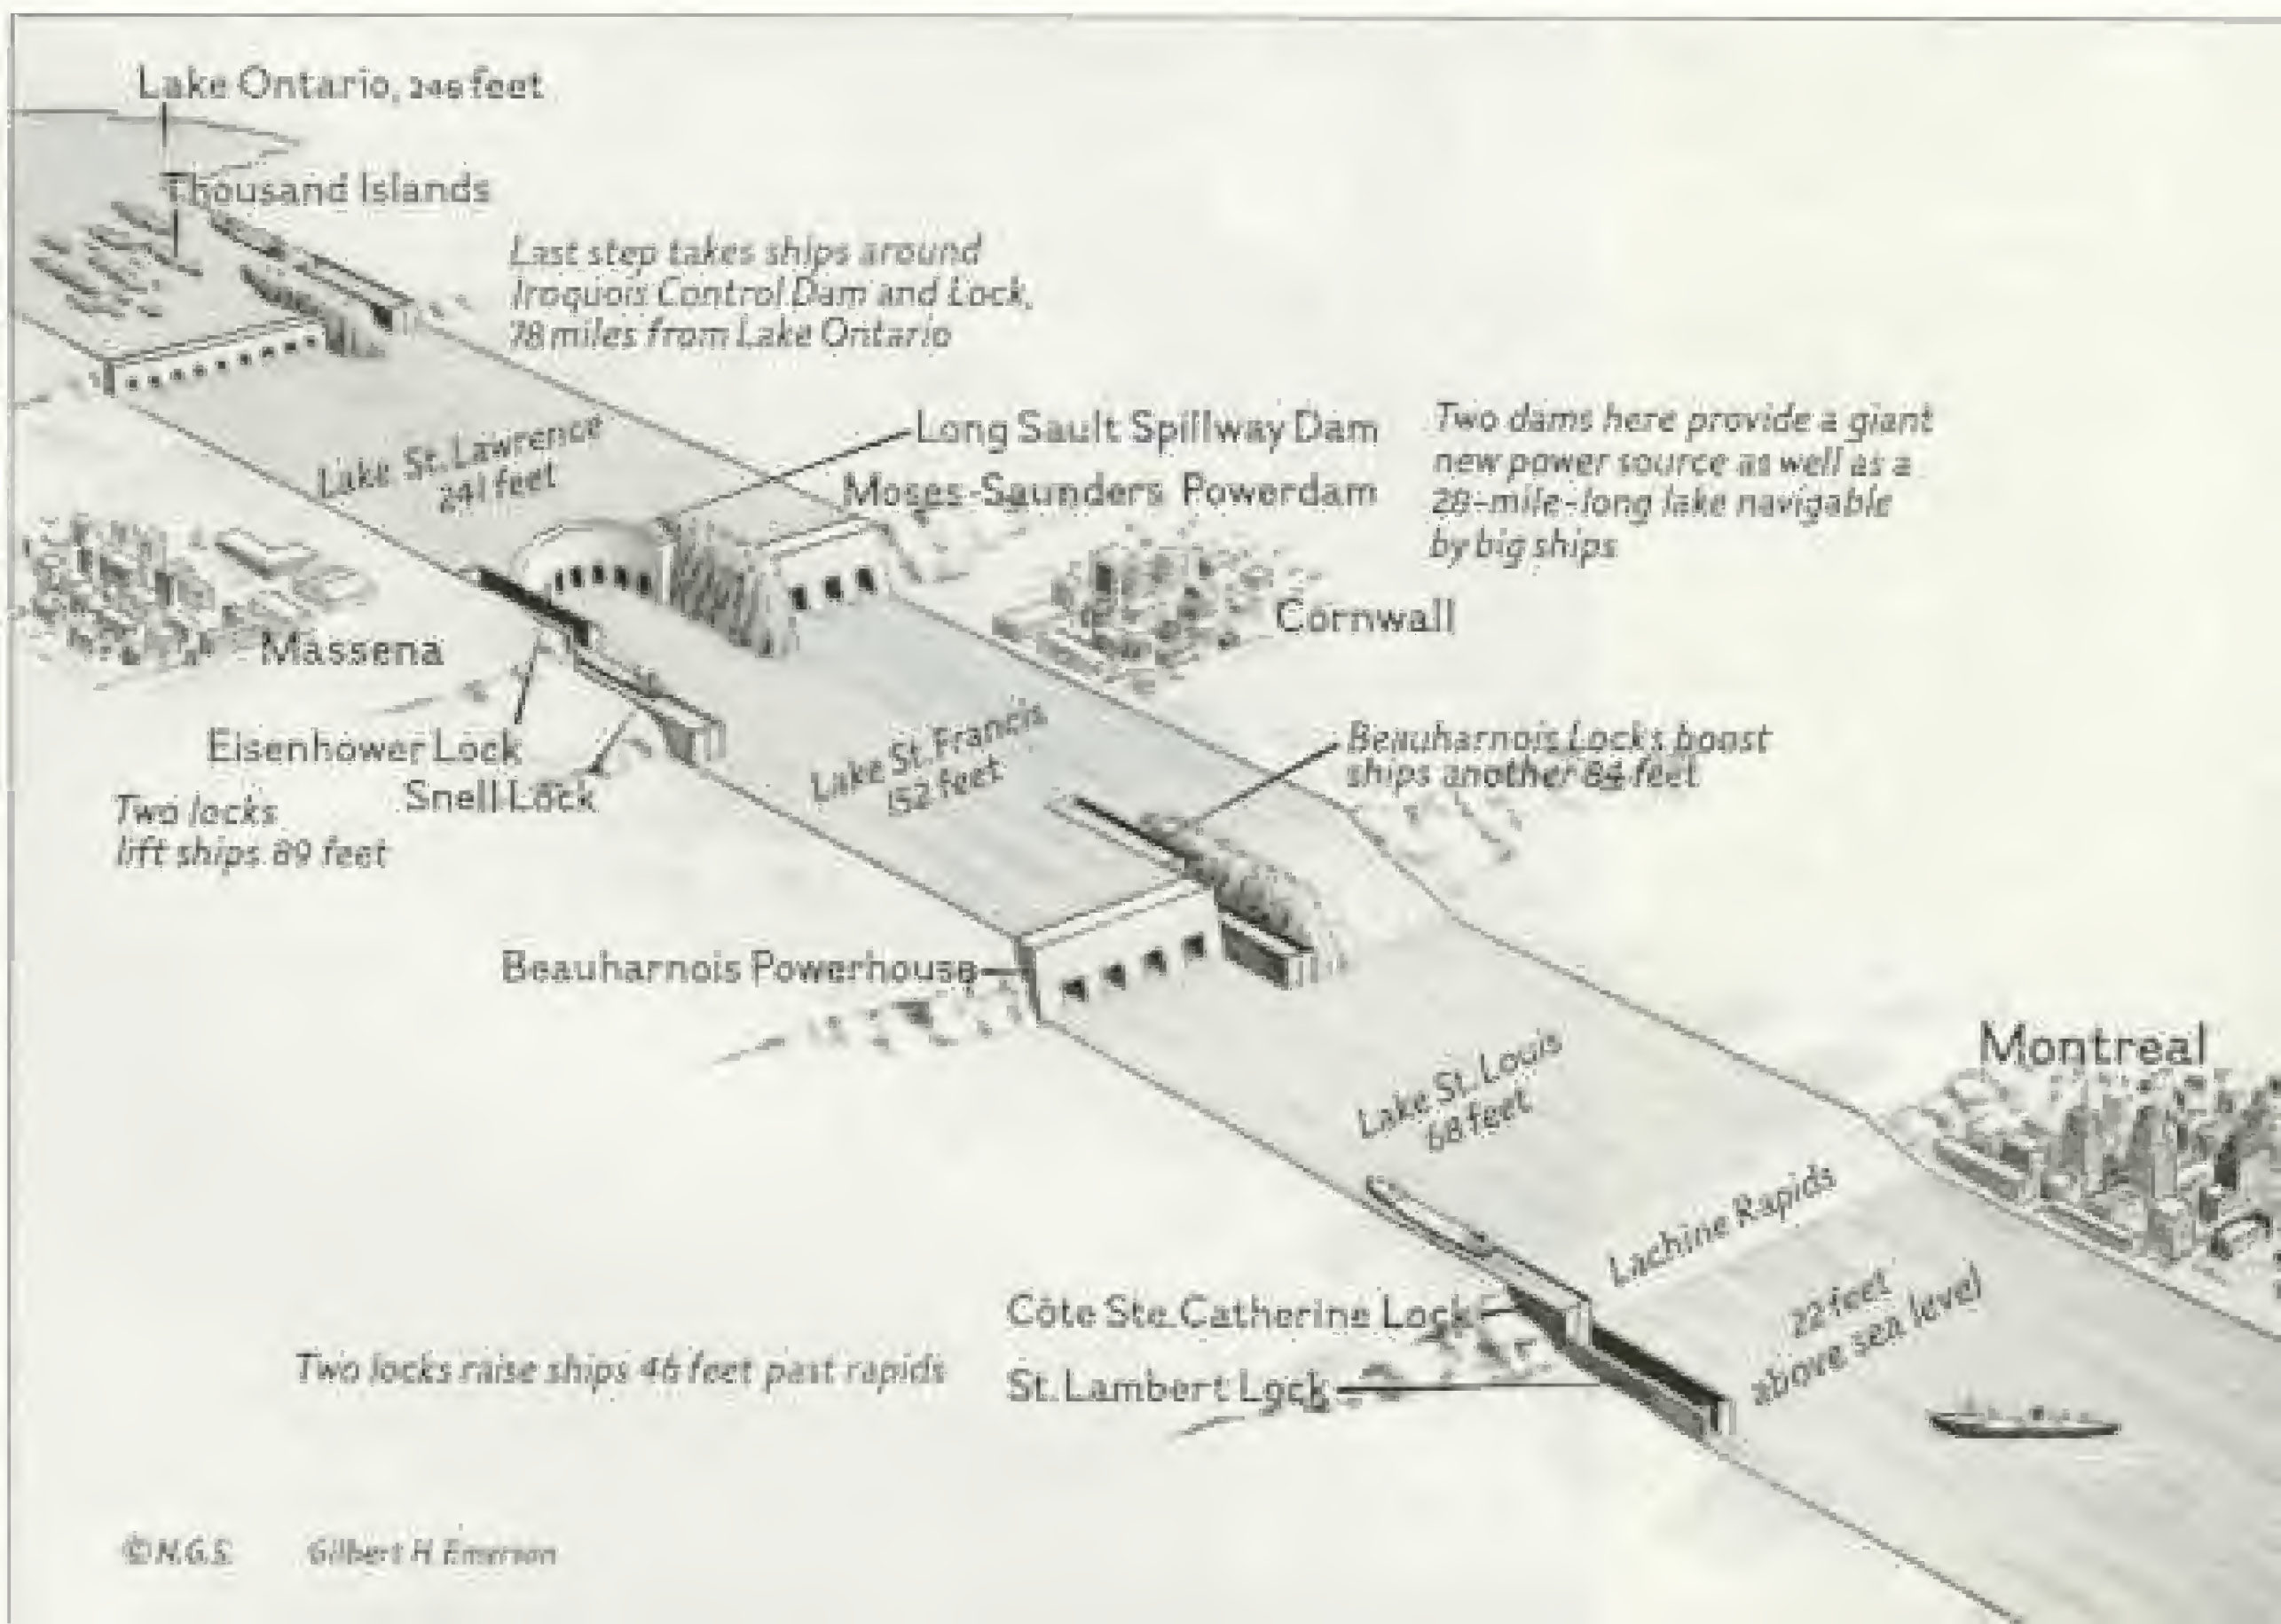 Lake Ontario, 246 feet
Thousand Islands
Last step takes ships around
Iroquois Control Dam and Lock,
78 miles from Lake Ontario
Lake St. Lawrence
241 feet
Long Sault Spillway Dam
Moses-Saunders Powerdam
Two dams here provide a giant
new power source as well as a
28-mile-long lake navigable
by big ships
Cornwall
Massena
Eisenhower Lock
Snell Lock
Two locks
lift ships 89 feet
Lake St. Francis
152 feet
Beauharnois Locks boost
ships another 84 feet
Beauharnois Powerhouse
Lake St. Louis
68 feet
Montreal
Lachine Rapids
22 feet
above sea level
Côte Ste. Catherine Lock
St. Lambert Lock
Two locks raise ships 46 feet past rapids
© N.G.S. Gilbert H. Emerson